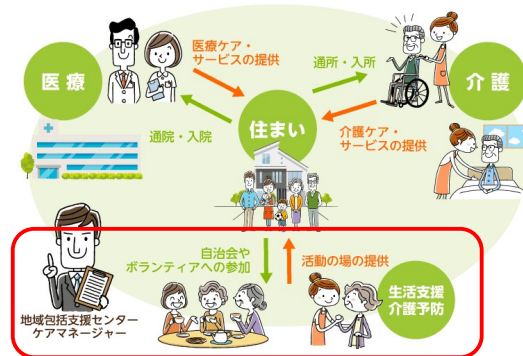 医療
医療ケア・
サービスの提供
通所・入所
介護
通院・入院
住まい
介護ケア・
サービスの提供
自治会や
ボランティアへの参加
活動の場の提供
生活支援
介護予防
地域包括支援センター
ケアマネージャー